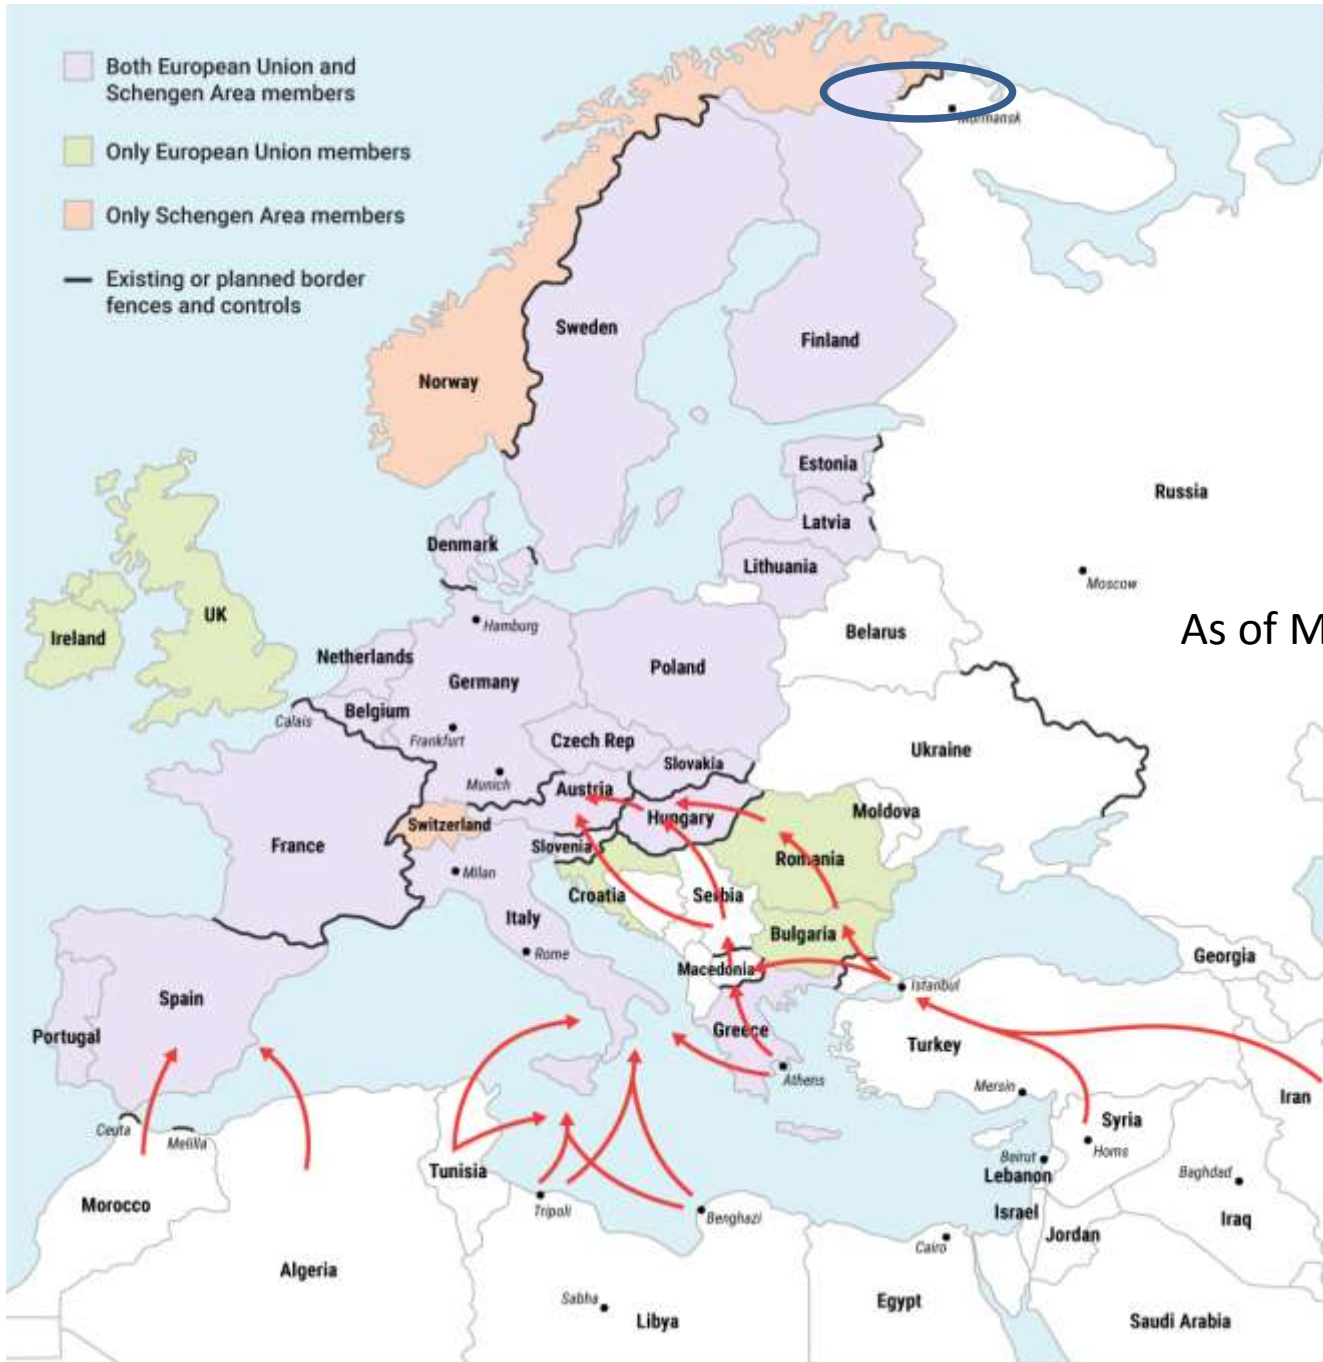 Both European Union and
Schengen Area members
Only European Union members
Only Schengen Area members
Existing or planned border
fences and controls
Murmansk
Sweden
Finland
Norway
Estonia
Russia
Latvia
Denmark
Lithuania
Moscow
Hamburg
UK
Ireland
Belarus
As of M
Netherlands
Germany
Poland
Belgium
Calais
Frankfurt
Czech Rep
Ukraine
Slovakia
Munich
Austria
Moldova
Hungary
Switzerland
France
Slovenia
Romania
Milan
Croatia
Serbia
Italy
Bulgaria
Rome
Georgia
Macedonia
Istanbul
Spain
Portugal
Greece
Turkey
Athens
Mersin
Iran
Syria
Ceuta
Melilla
Homs
Beirut
Tunisia
Lebanon
Baghdad
Morocco
Tripoli
Benghazi
Israel
Iraq
Jordan
Cairo
Algeria
Sabha
Egypt
Libya
Saudi Arabia